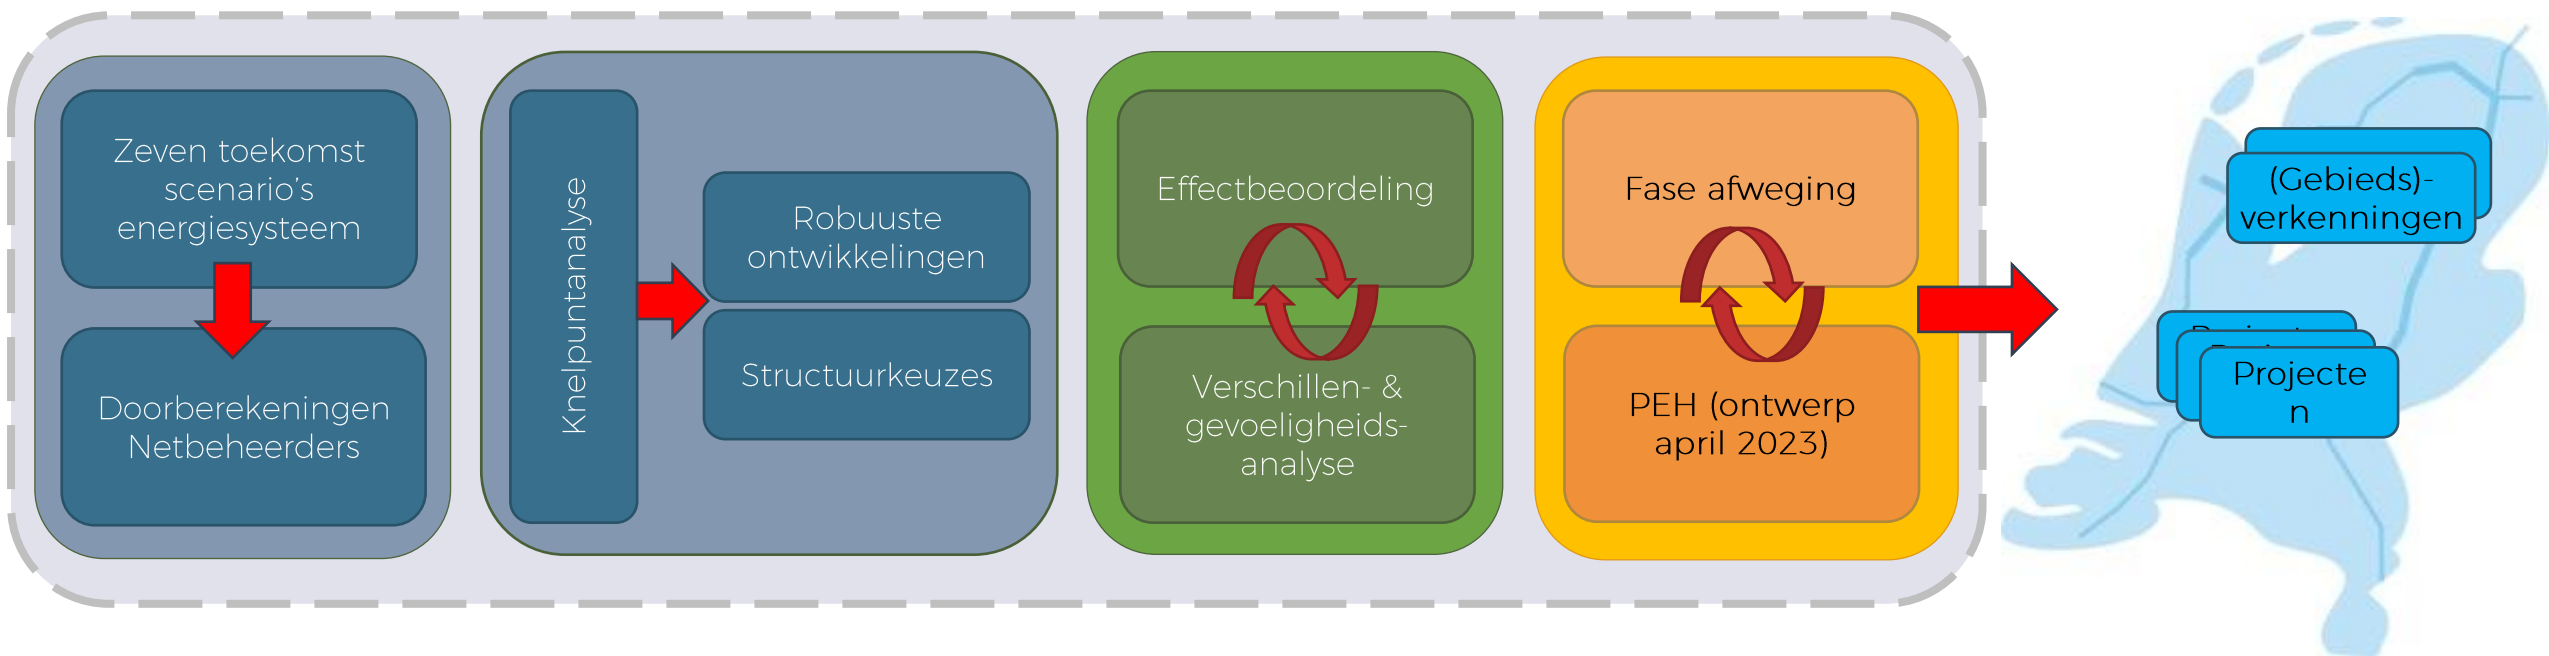 Zeven toekomst
scenario's
energiesysteem
Doorberekeningen
Netbeheerders
Knelpuntanalyse
Robuuste
ontwikkelingen
Structuurkeuzes
Effectbeoordeling
Verschillen- &
gevoeligheids-
analyse
Fase afweging
PEH (ontwerp
april 2023)
(Gebieds)-
verkenningen
Projecte
n